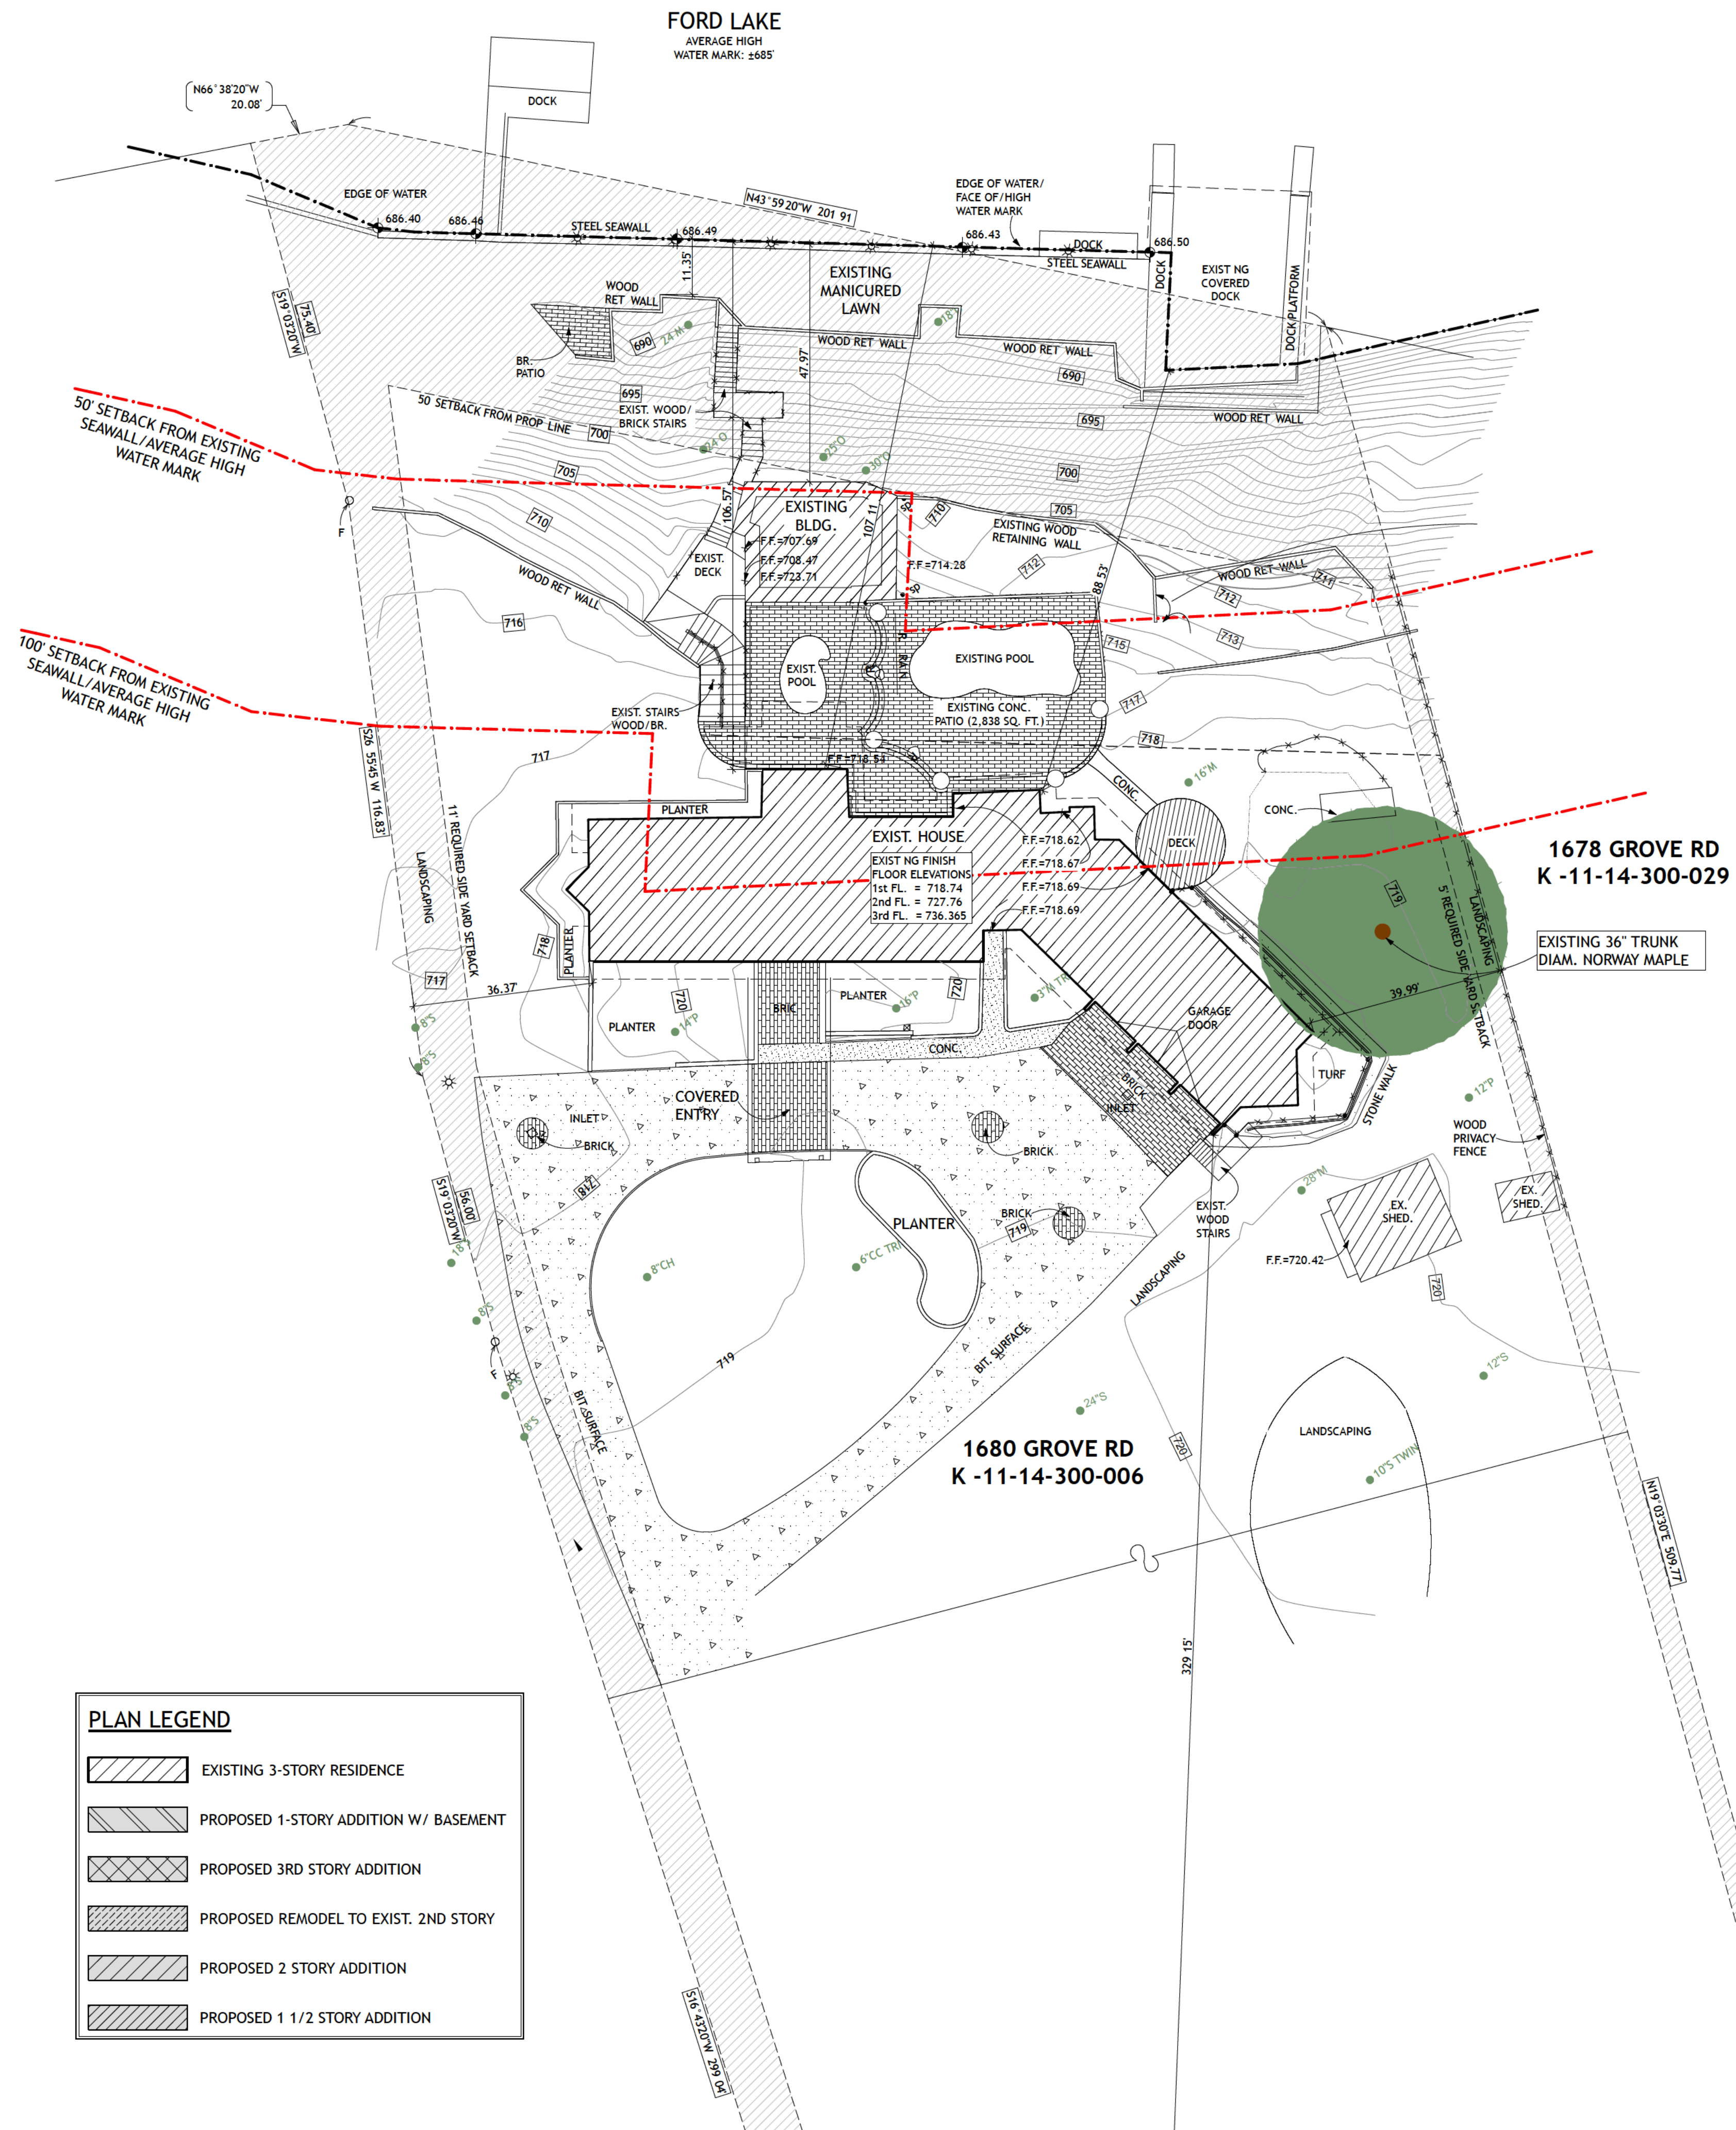 FORD LAKE
AVERAGE HIGH
WATER MARK: ±685'
N66°38'20"W
20.08'
DOCK
EDGE OF WATER
686.40
686.46
STEEL SEAWALL
686.49
N43°59'20"W 201 91
EDGE OF WATER/
FACE OF/HIGH
WATER MARK
686.43
DOCK
686.50
STEEL SEAWALL
DOCK
EXIST NG
COVERED
DOCK
DOCK PLATFORM
11.35'
EXISTING
MANICURED
LAWN
WOOD
RET WALL
S19°03'20"W
75.40'
BR.
PATIO
690
24"M
18"
WOOD RET WALL
WOOD RET WALL
47.97'
690
695
EXIST. WOOD/
BRICK STAIRS
695
WOOD RET WALL
50 SETBACK FROM PROP LINE
700
24"O
25"O
30"O
700
50' SETBACK FROM EXISTING
SEAWALL/AVERAGE HIGH
WATER MARK
705
705
710
710
106.57'
107 11
EXISTING
BLDG.
SP
EXISTING WOOD
RETAINING WALL
F
F.F.=707.69
F.F.=708.47
F.F.=723.71
EXIST.
DECK
F.F=714.28
SP
712
88 53'
WOOD RET WALL
711
712
WOOD RET WALL
716
713
715
EXISTING POOL
EXIST.
POOL
100' SETBACK FROM EXISTING
SEAWALL/AVERAGE HIGH
WATER MARK
EXIST. STAIRS
WOOD/BR.
EXISTING CONC.
PATIO (2,838 SQ. FT.)
717
718
717
F.F=718.54
S26 55'45 W 116.83'
16"M
CONC.
CONC.
PLANTER
EXIST. HOUSE
EXIST NG FINISH
FLOOR ELEVATIONS
1st FL. = 718.74
2nd FL. = 727.76
3rd FL. = 736.365
F.F.=718.62
F.F.=718.67
F.F.=718.69
F.F.=718.69
DECK
1678 GROVE RD
K -11-14-300-029
719
5' REQUIRED SIDE YARD SETBACK
LANDSCAPING
EXISTING 36" TRUNK
DIAM. NORWAY MAPLE
LANDSCAPING
11' REQUIRED SIDE YARD SETBACK
718
PLANTER
717
36.37'
39.99'
PLANTER
720
14"P
BRIC
PLANTER
16"P
720
3"M TR
GARAGE
DOOR
8"S
8"S
CONC.
TURF
STONE WALK
12"P
COVERED
ENTRY
BRICK
INLET
INLET
BRICK
BRICK
WOOD
PRIVACY
FENCE
28"M
718
S19°03'20"W
56.00'
18"S
EX.
SHED.
EX.
SHED.
EXIST.
WOOD
STAIRS
BRICK
719
PLANTER
F.F.=720.42
720
8"CH
6"CC TRI
LANDSCAPING
8"S
F
8"S
719
BIT. SURFACE
12"S
8"S
BIT. SURFACE
24"S
LANDSCAPING
1680 GROVE RD
K -11-14-300-006
720
10"S TWIN
N19°03'30"E 509.77'
329 15'
S16°43'20"W 299 04'
PLAN LEGEND
EXISTING 3-STORY RESIDENCE
PROPOSED 1-STORY ADDITION W/ BASEMENT
PROPOSED 3RD STORY ADDITION
PROPOSED REMODEL TO EXIST. 2ND STORY
PROPOSED 2 STORY ADDITION
PROPOSED 1 1/2 STORY ADDITION